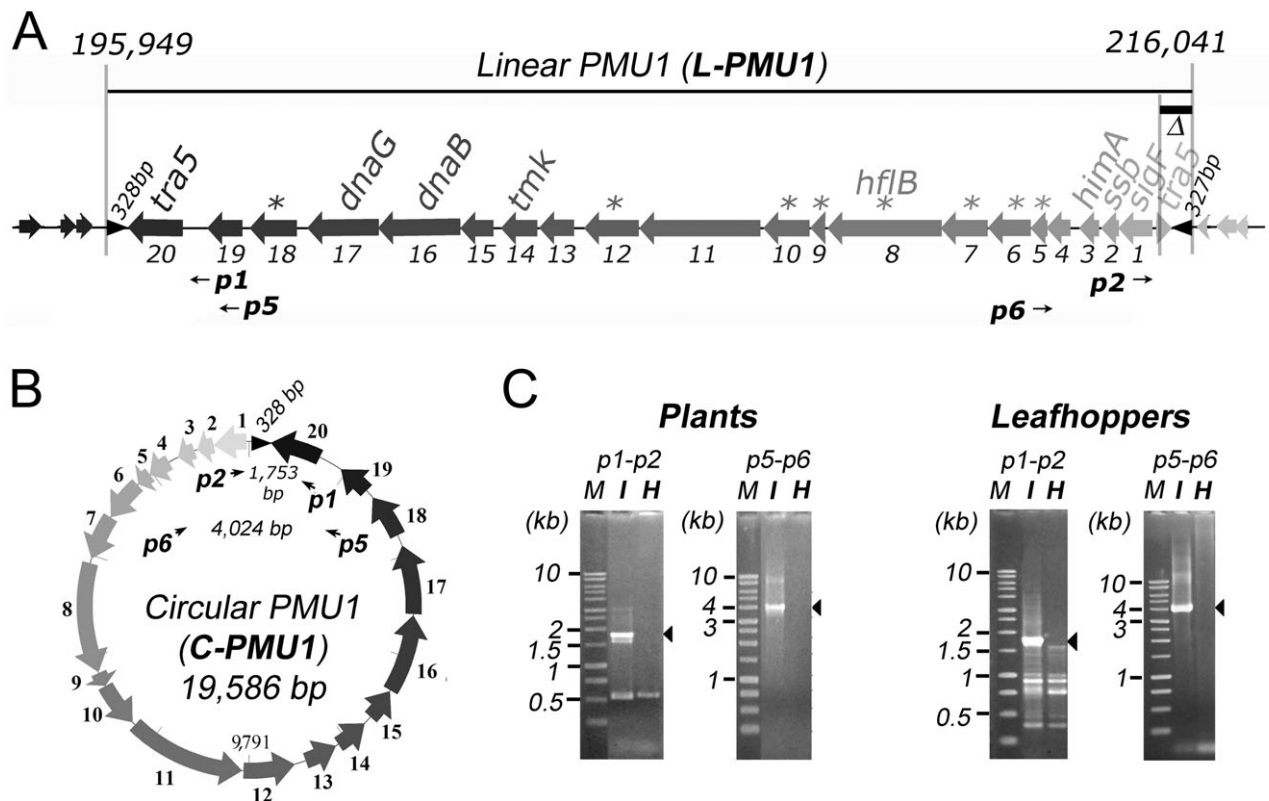 A
195,949
216,041
Linear PMU1 (L-PMU1)
Δ
328bp
tra5
*
dnaG
dnaB
tmk
*
*
*
hflB
*
*
*
*
himA
ssb
sigF
tra5
327bp
20 19 18 17 16 15 14 13 12 11 10 9 8 7 6 5 4 3 2 1
p1
p5
p6
p2
B
1
328 bp
20
2
3
4
5
6
7
8
9
10
11
12
13
14
15
16
17
18
19
p2
1,753
bp
p1
p6
4,024 bp
p5
Circular PMU1
(C-PMU1)
19,586 bp
9,791
C
Plants
p1-p2
M I H
(kb)
10
2
1.5
1
0.5
p5-p6
M I H
(kb)
10
4
3
1
Leafhoppers
p1-p2
M I H
(kb)
10
2
1.5
1
0.5
p5-p6
M I H
(kb)
10
4
3
1